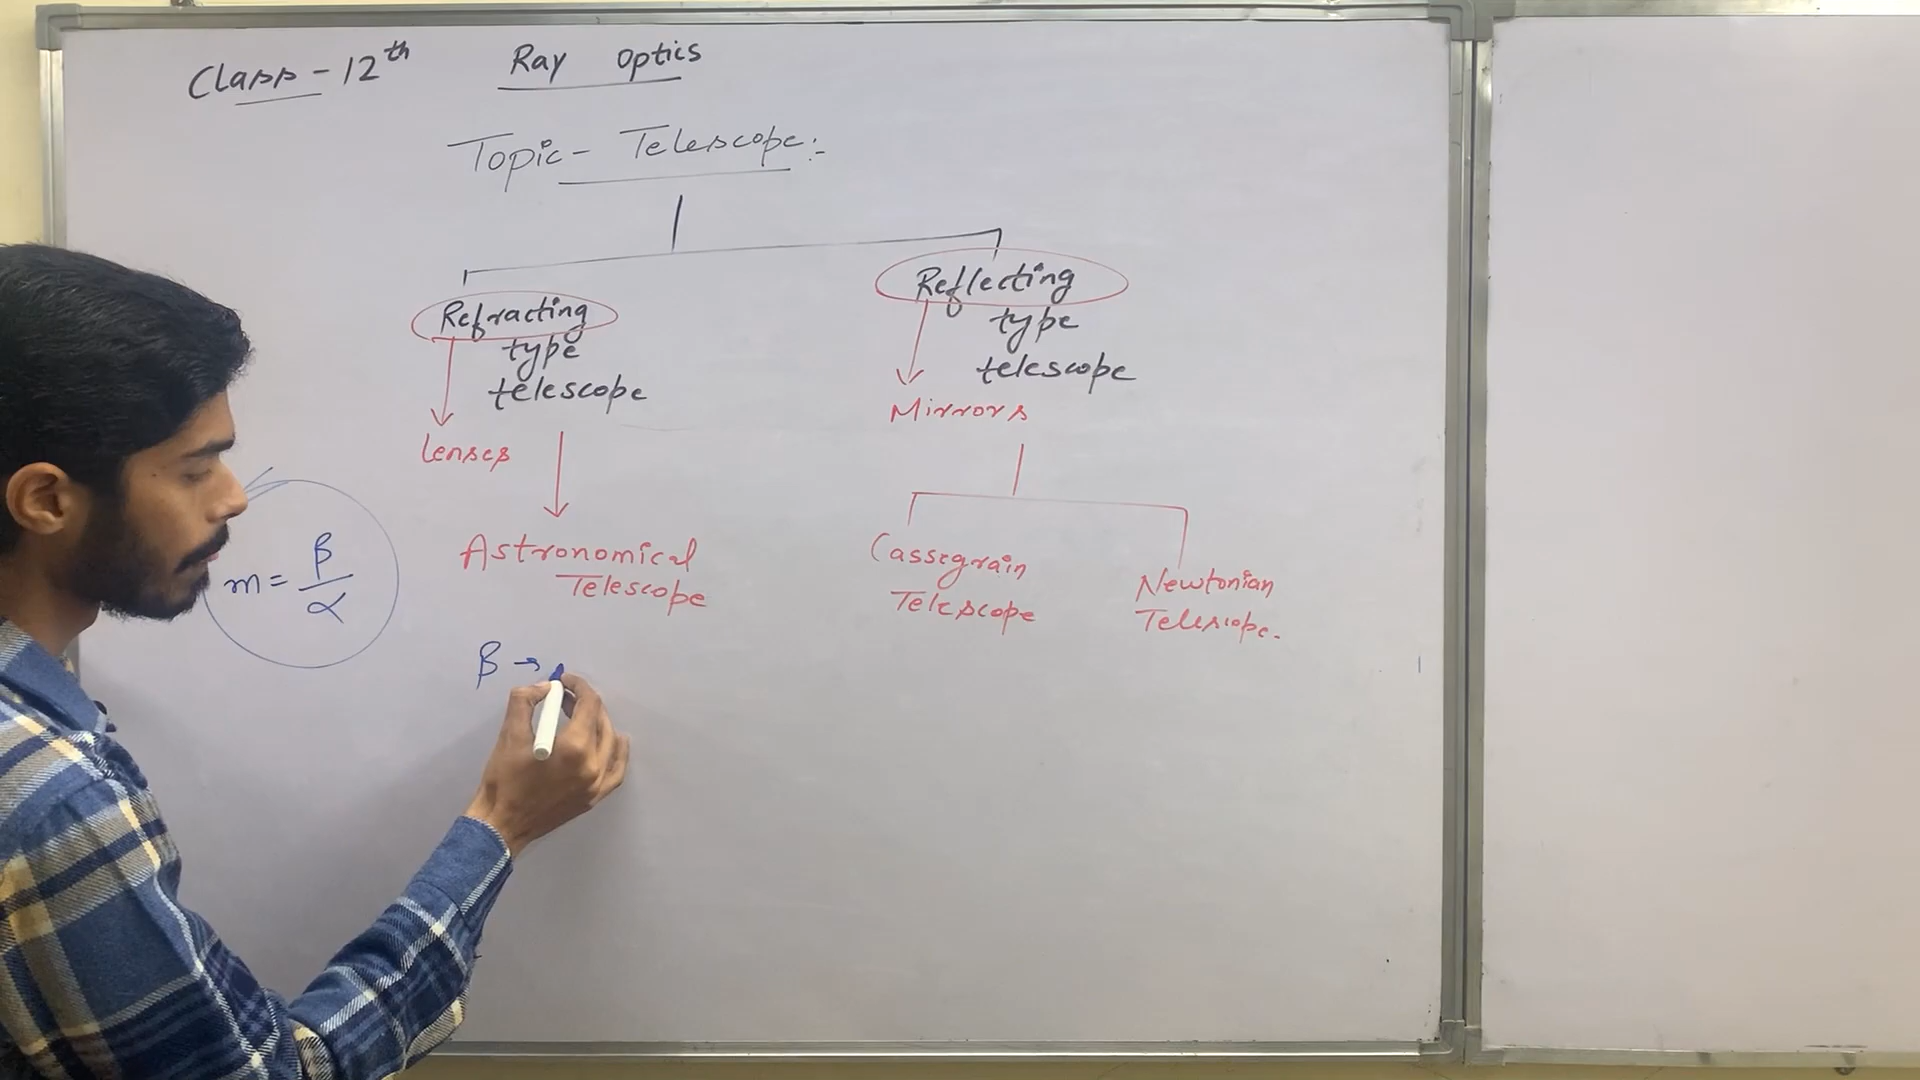 Class - 12th
Ray Optics
Topic - Telescope :-
Refracting
type
telescope
Lenses
Astronomical
Telescope
Reflecting
type
telescope
Mirrors
Cassegrain
Telescope
Newtonian
Telescope.
m = β/α
β →